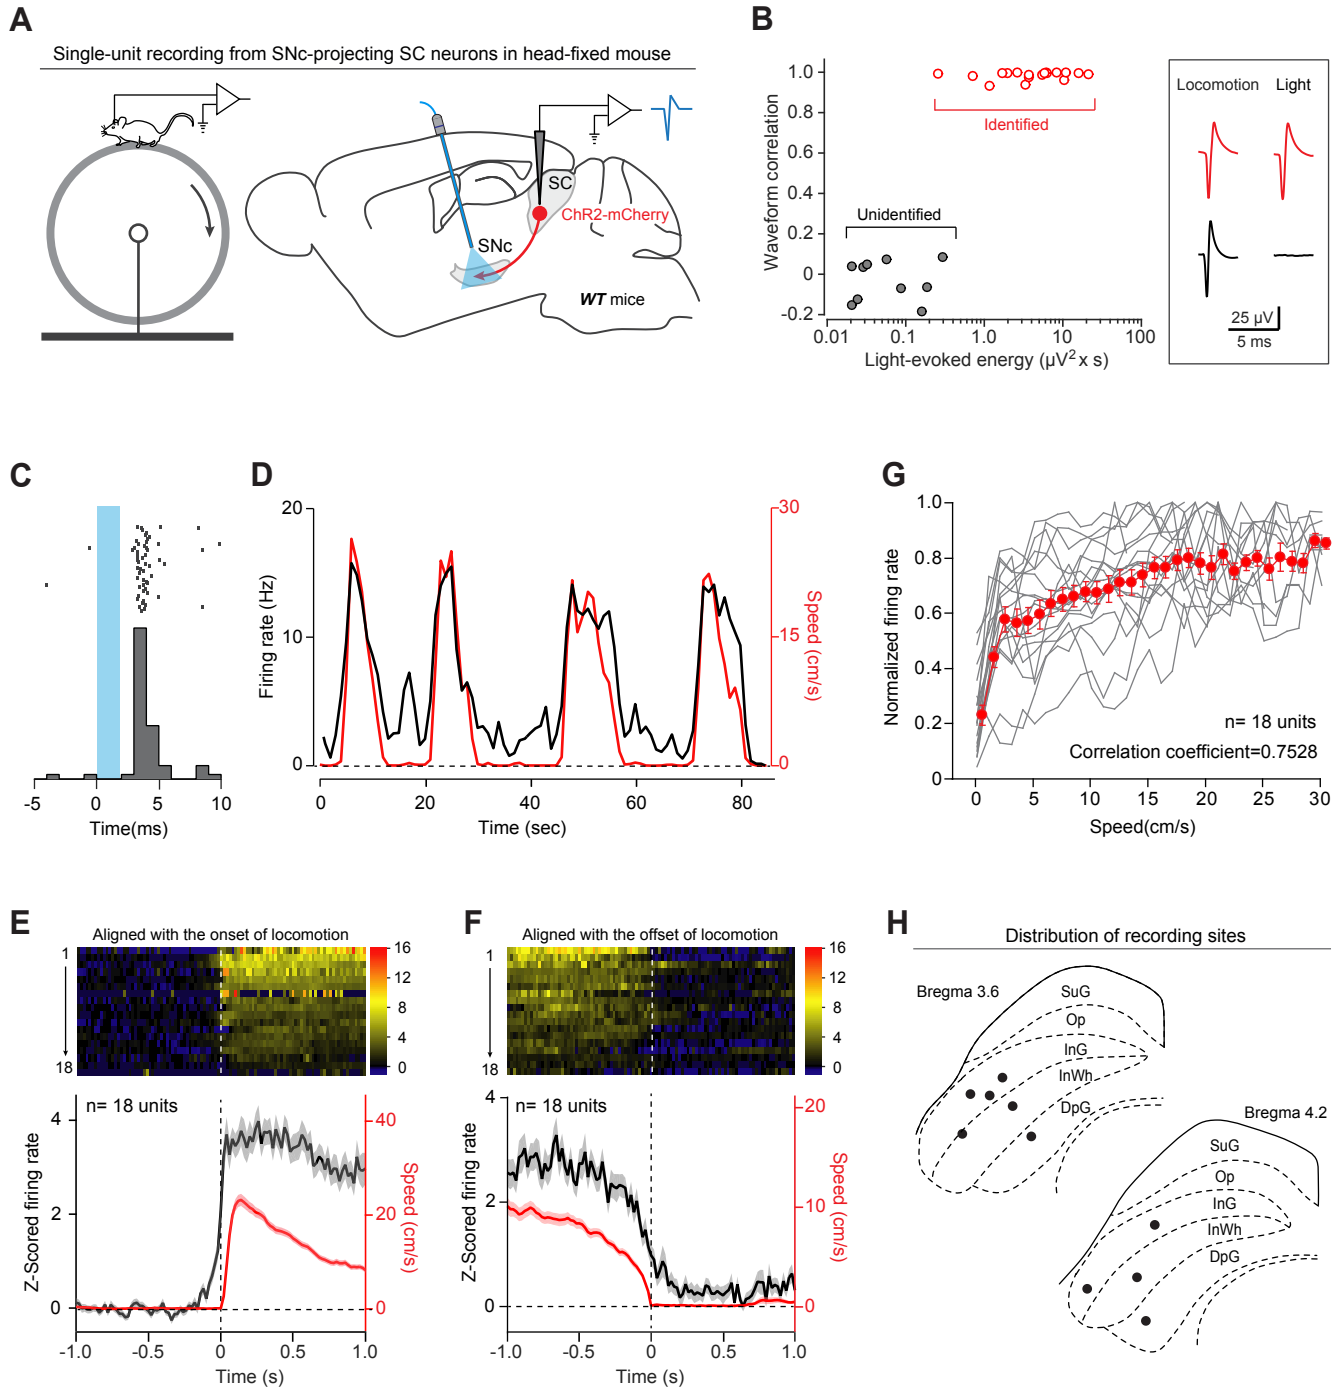 A
Single-unit recording from SNc-projecting SC neurons in head-fixed mouse
SC
ChR2-mCherry
SNc
WT mice
B
Waveform correlation
1.0
0.8
0.6
0.4
0.2
0
-0.2
Identified
Unidentified
0.01
0.1
1.0
10
100
Light-evoked energy (µV² x s)
Locomotion
Light
25 µV
5 ms
C
-5
0
5
10
Time(ms)
D
Firing rate (Hz)
20
10
0
30
15
0
Speed (cm/s)
0
20
40
60
80
Time (sec)
G
Normalized firing rate
1.0
0.8
0.6
0.4
0.2
0
n= 18 units
Correlation coefficient=0.7528
0
5
10
15
20
25
30
Speed(cm/s)
E
Aligned with the onset of locomotion
1
18
16
12
8
4
0
n= 18 units
Z-Scored firing rate
4
2
0
40
20
0
Speed (cm/s)
-1.0
-0.5
0
0.5
1.0
Time (s)
F
Aligned with the offset of locomotion
1
18
16
12
8
4
0
n= 18 units
Z-Scored firing rate
4
2
0
20
10
0
Speed (cm/s)
-1.0
-0.5
0
0.5
1.0
Time (s)
H
Distribution of recording sites
Bregma 3.6
SuG
Op
InG
InWh
DpG
Bregma 4.2
SuG
Op
InG
InWh
DpG